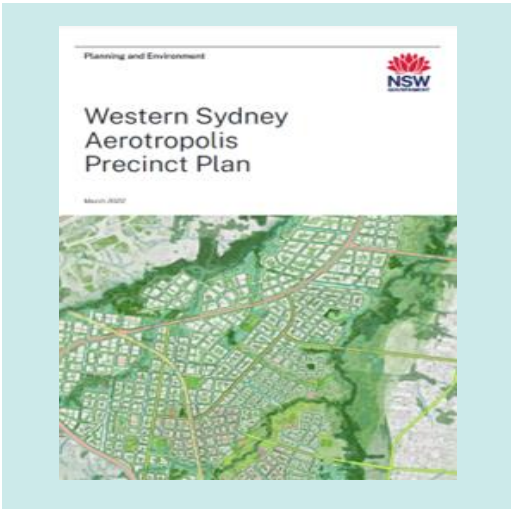 Planning and Environment
NSW
GOVERNMENT
Western Sydney
Aerotropolis
Precinct Plan
March 2022